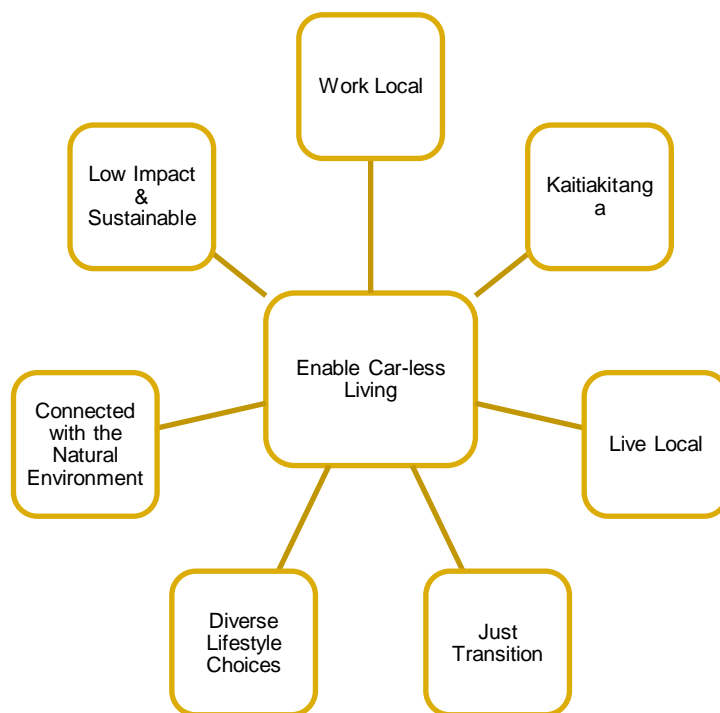 Work Local
Kaitiakitang
a
Live Local
Just
Transition
Diverse
Lifestyle
Choices
Connected
with the
Natural
Environment
Low Impact
&
Sustainable
Enable Car-less
Living